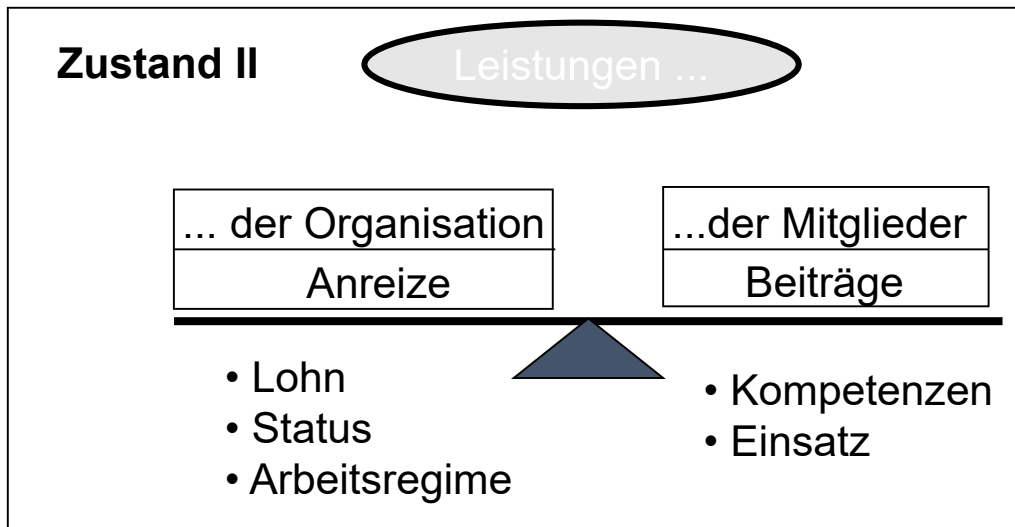 Zustand II
Leistungen ...
... der Organisation
...der Mitglieder
Anreize
Beiträge
• Lohn
• Status
• Arbeitsregime
• Kompetenzen
• Einsatz